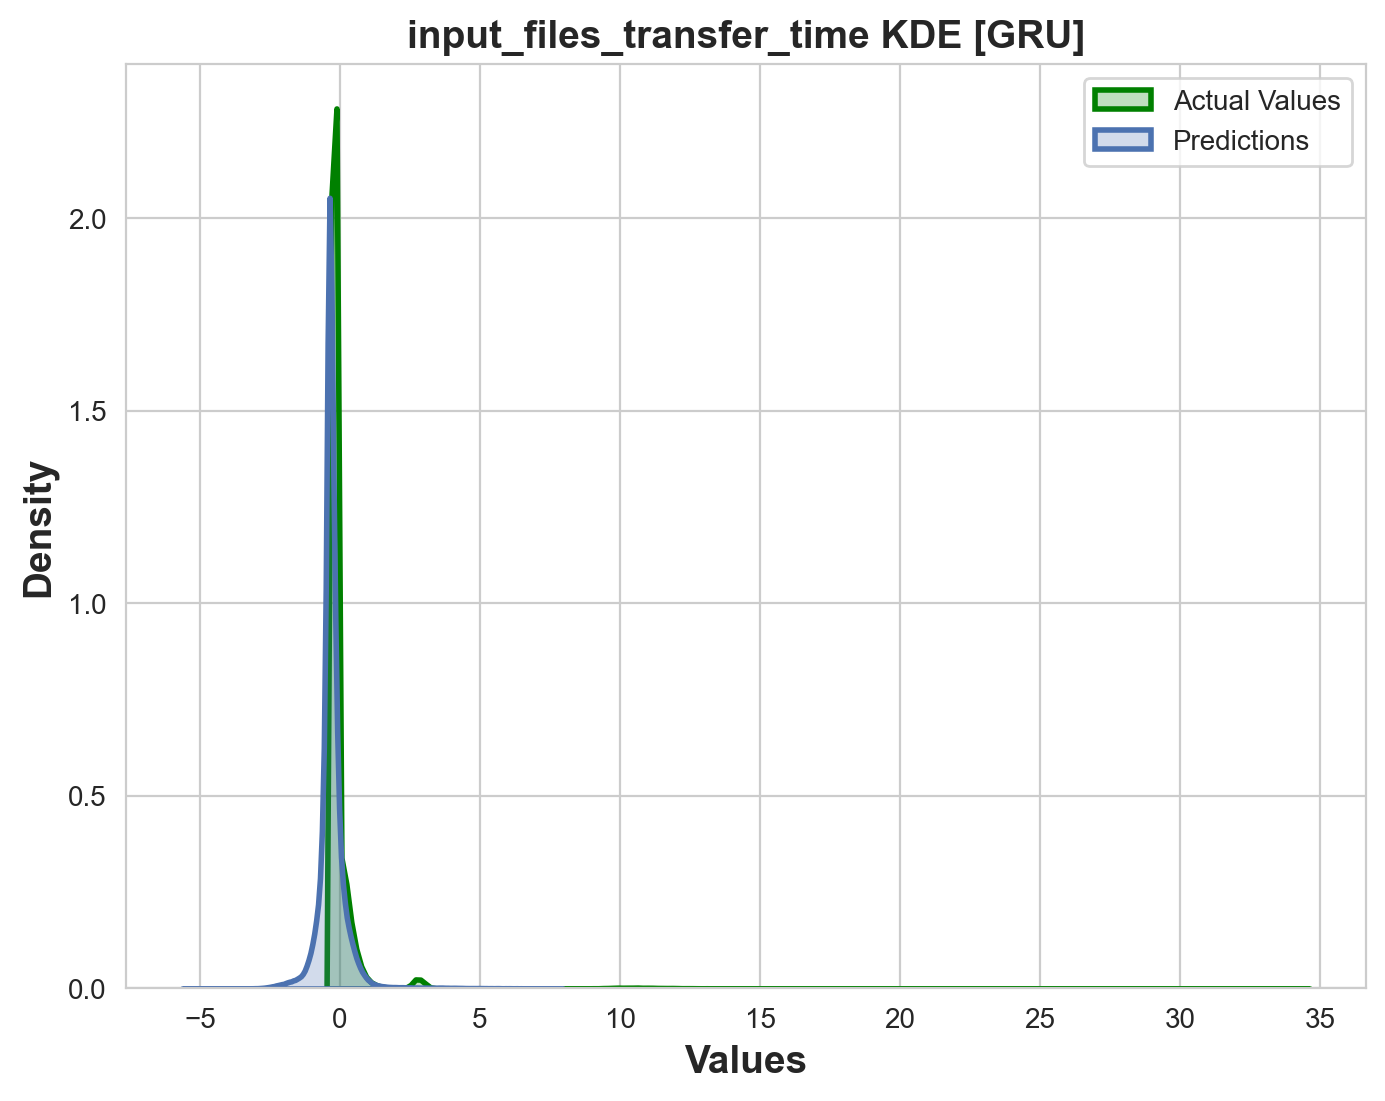 input_files_transfer_time KDE [GRU]
Actual Values
Predictions
Density
2.0
1.5
1.0
0.5
0.0
−5 0 5 10 15 20 25 30 35
Values